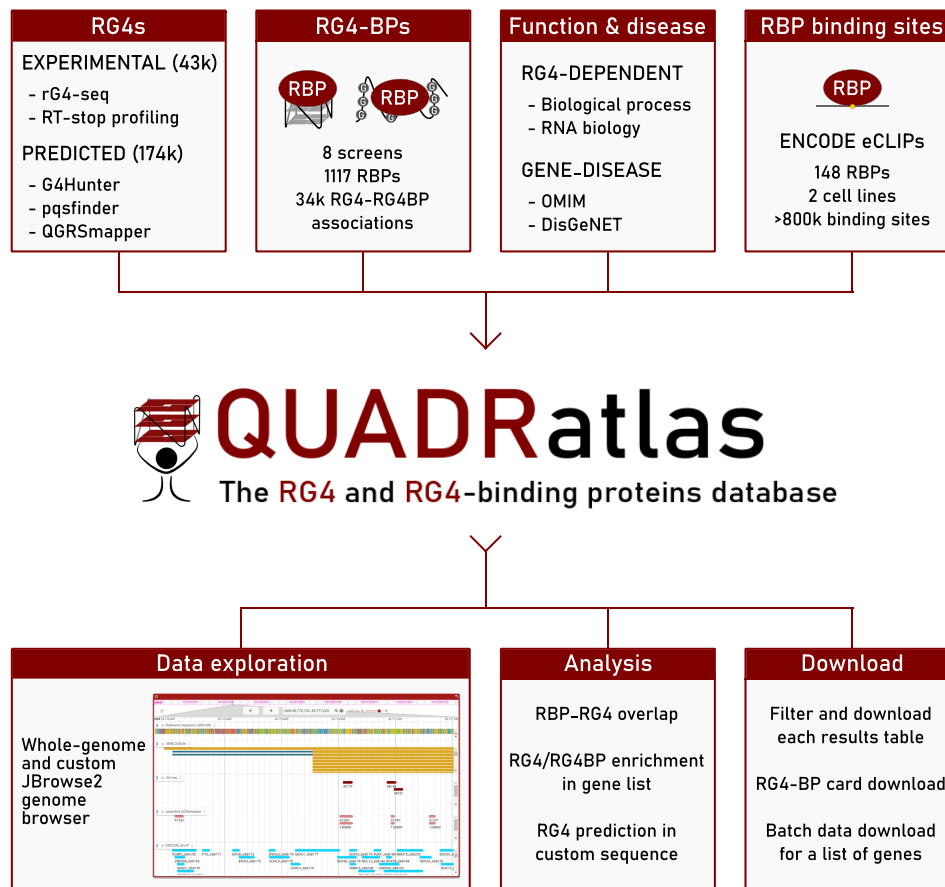 RG4s
EXPERIMENTAL (43k)
- rG4-seq
- RT-stop profiling
PREDICTED (174k)
- G4Hunter
- pqsfinder
- QGRSmapper
RG4-BPs
RBP
RBP
G
G
G
G
G
G
8 screens
1117 RBPs
34k RG4-RG4BP
associations
Function & disease
RG4-DEPENDENT
- Biological process
- RNA biology
GENE-DISEASE
- OMIM
- DisGeNET
RBP binding sites
RBP
ENCODE eCLIPs
148 RBPs
2 cell lines
>800k binding sites
QUADRatlas
The RG4 and RG4-binding proteins database
Data exploration
Whole-genome
and custom
JBrowse2
genome
browser
Analysis
RBP-RG4 overlap
RG4/RG4BP enrichment
in gene list
RG4 prediction in
custom sequence
Download
Filter and download
each results table
RG4-BP card download
Batch data download
for a list of genes